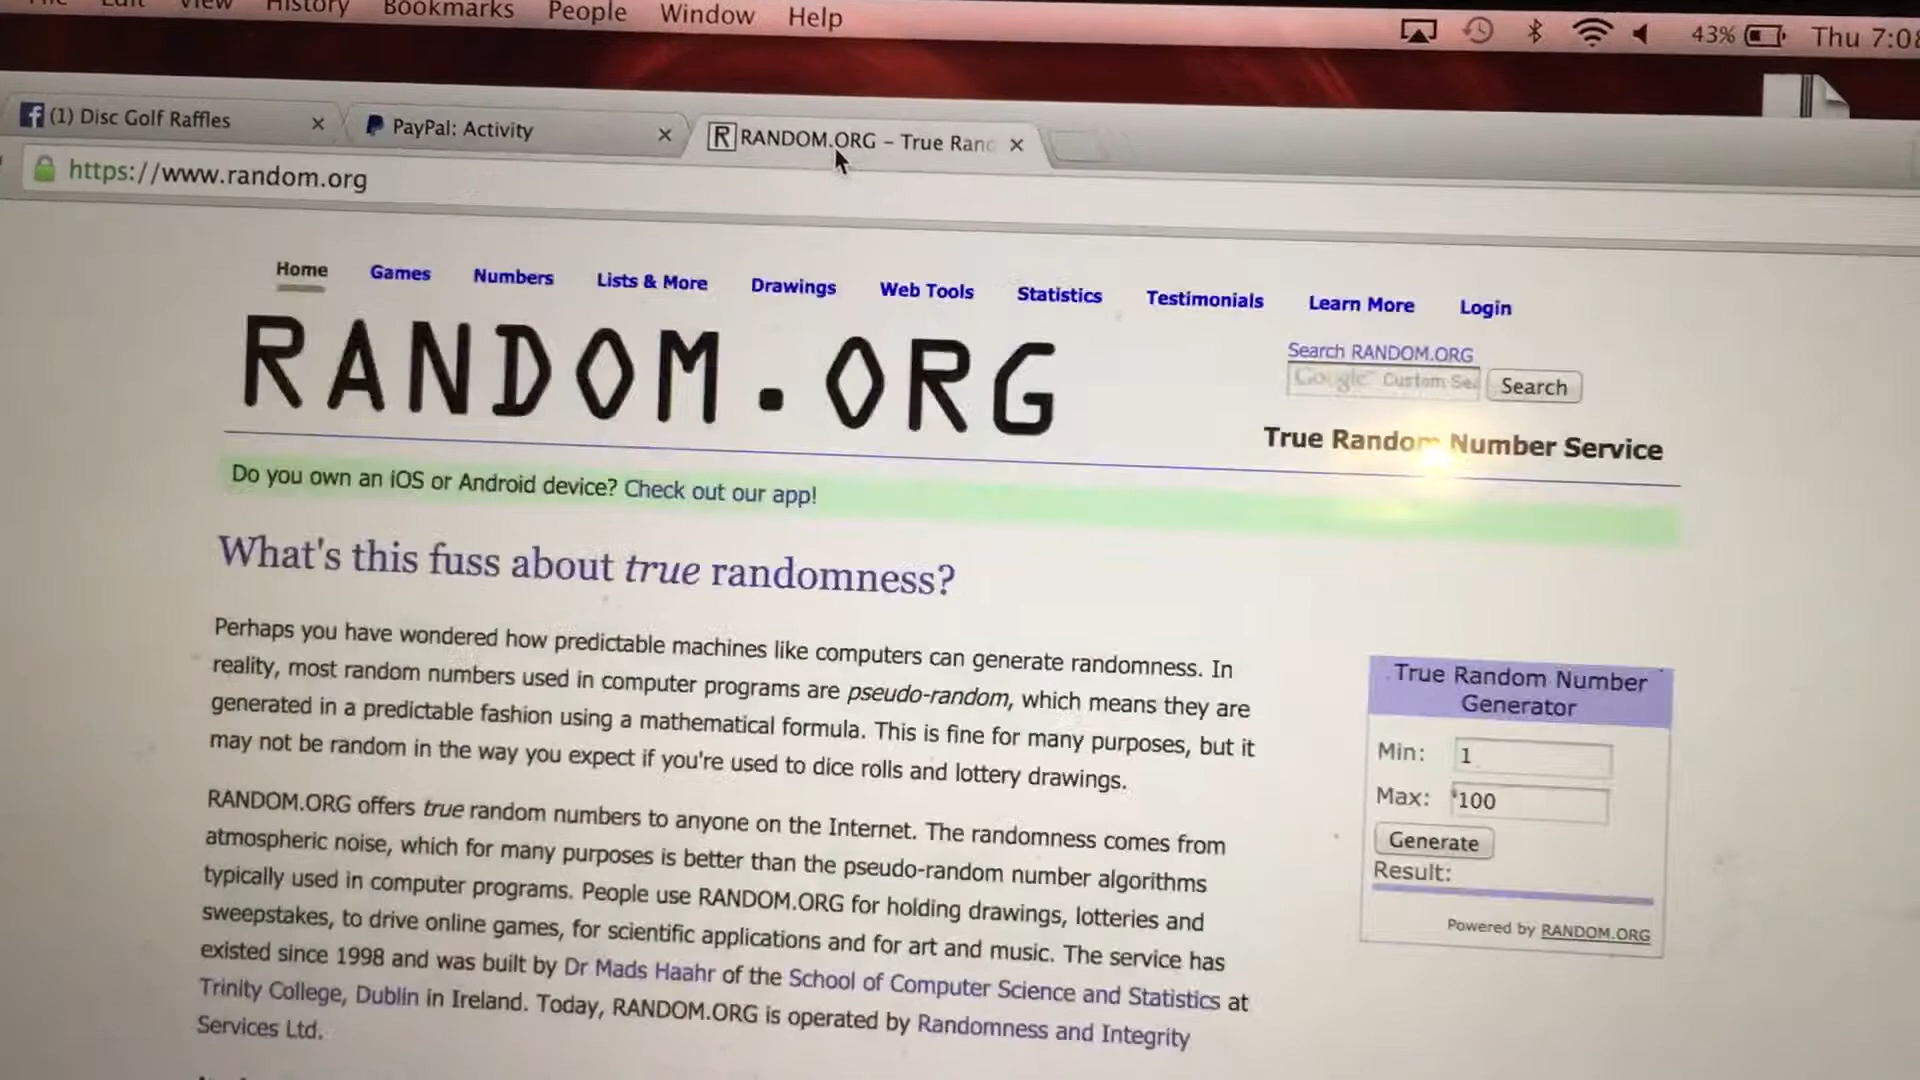 History Bookmarks People Window Help 43% Thu 7:08
(1) Disc Golf Raffles × PayPal: Activity × RANDOM.ORG – True Ran ×
https://www.random.org
Home Games Numbers Lists & More Drawings Web Tools Statistics Testimonials Learn More Login
RANDOM.ORG
Search RANDOM.ORG
Google™ Custom Se Search
True Random Number Service
Do you own an iOS or Android device? Check out our app!
What's this fuss about true randomness?
Perhaps you have wondered how predictable machines like computers can generate randomness. In
reality, most random numbers used in computer programs are pseudo-random, which means they are
generated in a predictable fashion using a mathematical formula. This is fine for many purposes, but it
may not be random in the way you expect if you're used to dice rolls and lottery drawings.
RANDOM.ORG offers true random numbers to anyone on the Internet. The randomness comes from
atmospheric noise, which for many purposes is better than the pseudo-random number algorithms
typically used in computer programs. People use RANDOM.ORG for holding drawings, lotteries and
sweepstakes, to drive online games, for scientific applications and for art and music. The service has
existed since 1998 and was built by Dr Mads Haahr of the School of Computer Science and Statistics at
Trinity College, Dublin in Ireland. Today, RANDOM.ORG is operated by Randomness and Integrity
Services Ltd.
True Random Number
Generator
Min: 1
Max: 100
Generate
Result:
Powered by RANDOM.ORG